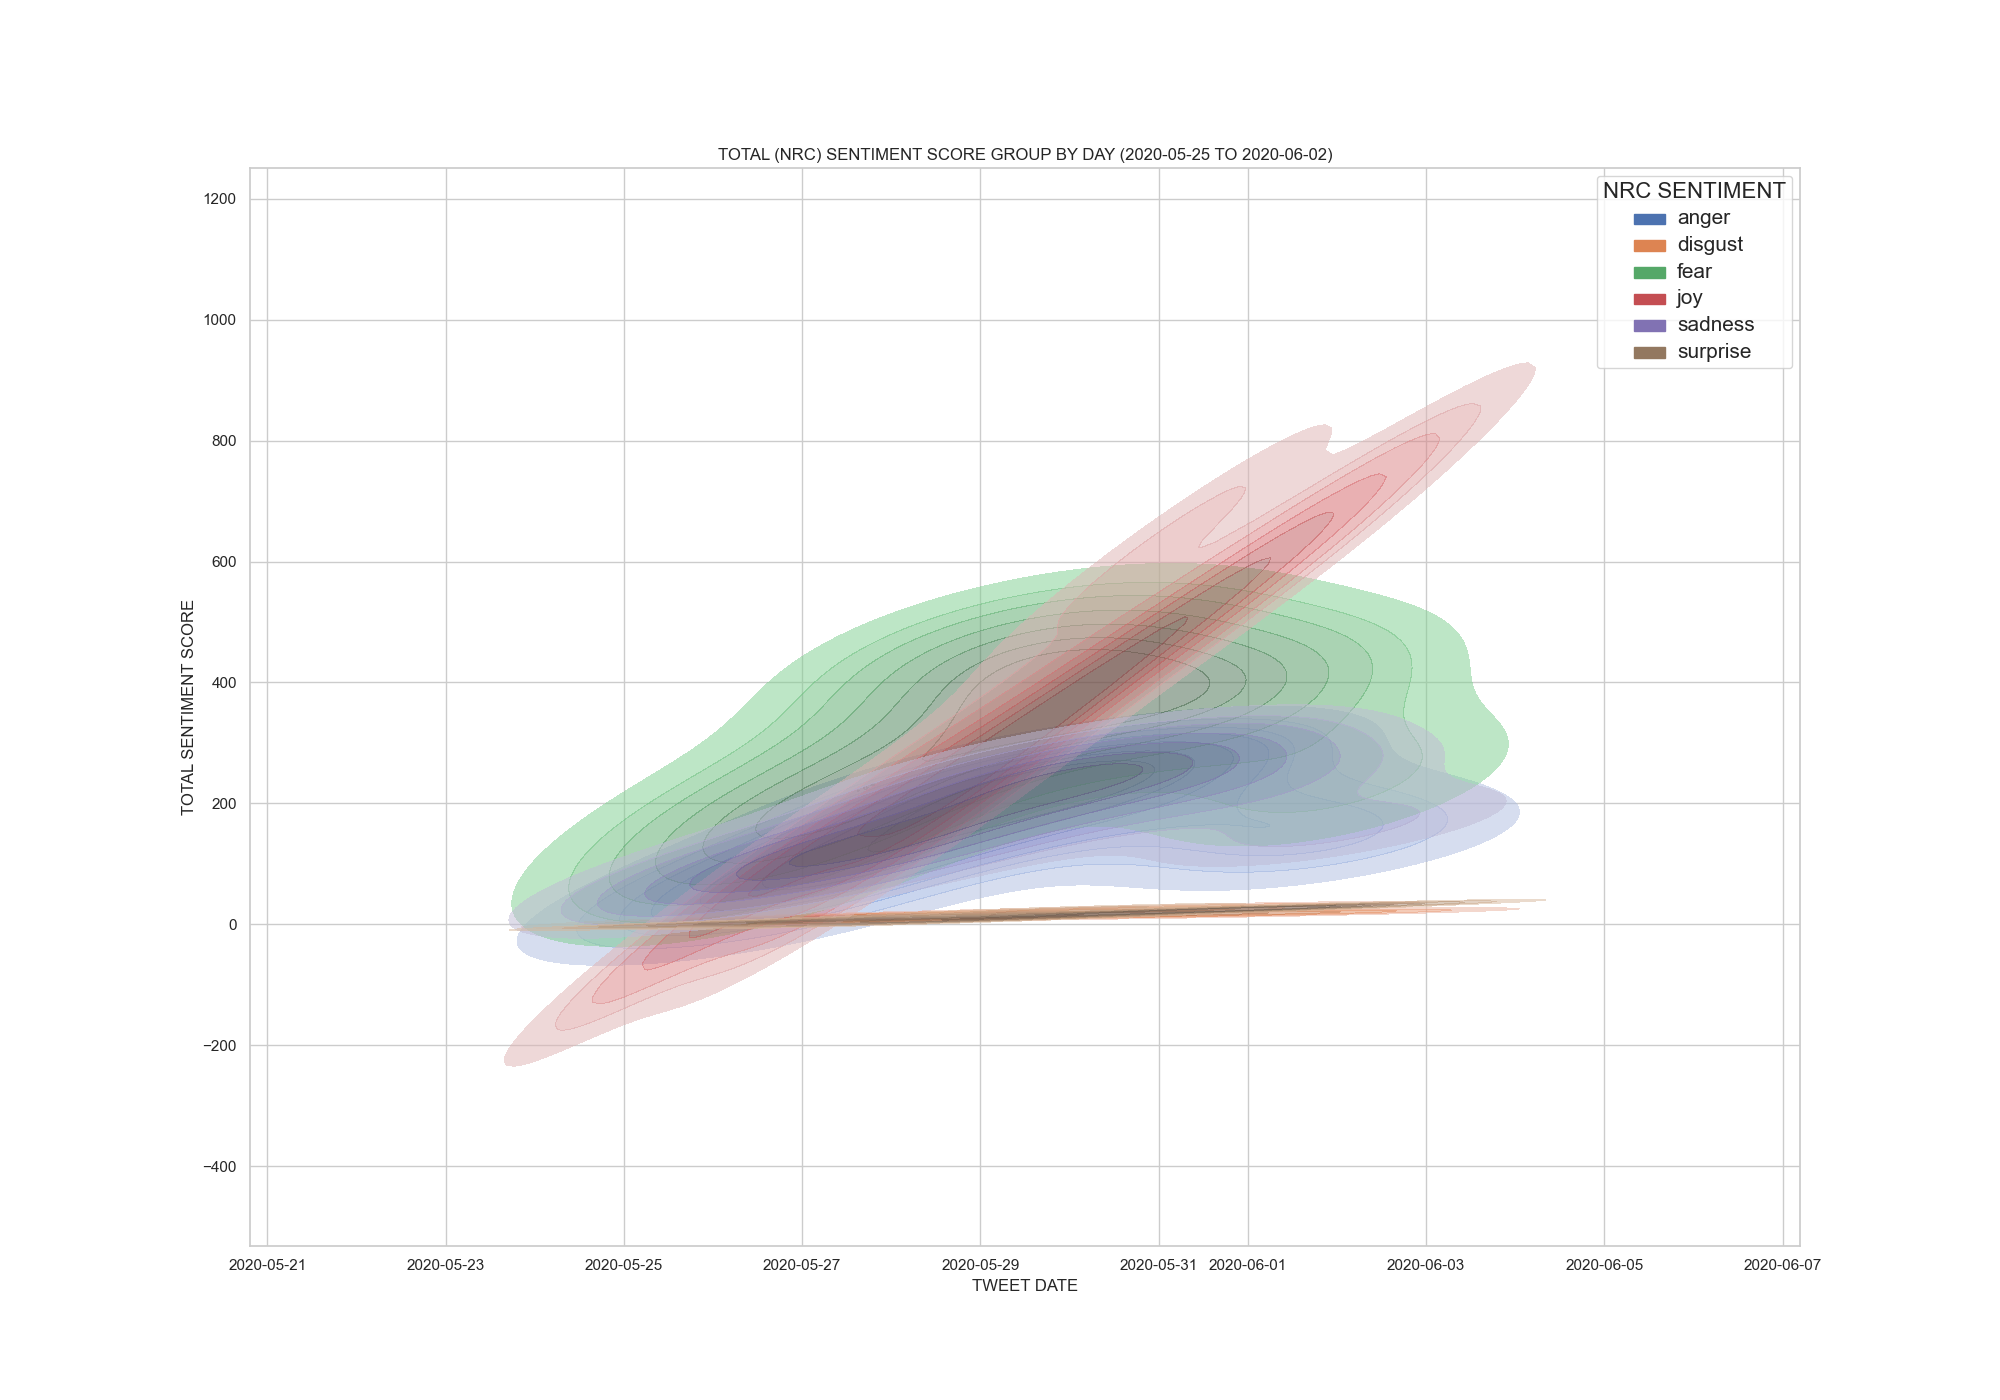 TOTAL (NRC) SENTIMENT SCORE GROUP BY DAY (2020-05-25 TO 2020-06-02)
NRC SENTIMENT
anger
disgust
fear
joy
sadness
surprise
TOTAL SENTIMENT SCORE
1200
1000
800
600
400
200
0
−200
−400
2020-05-21 2020-05-23 2020-05-25 2020-05-27 2020-05-29 2020-05-31 2020-06-01 2020-06-03 2020-06-05 2020-06-07
TWEET DATE